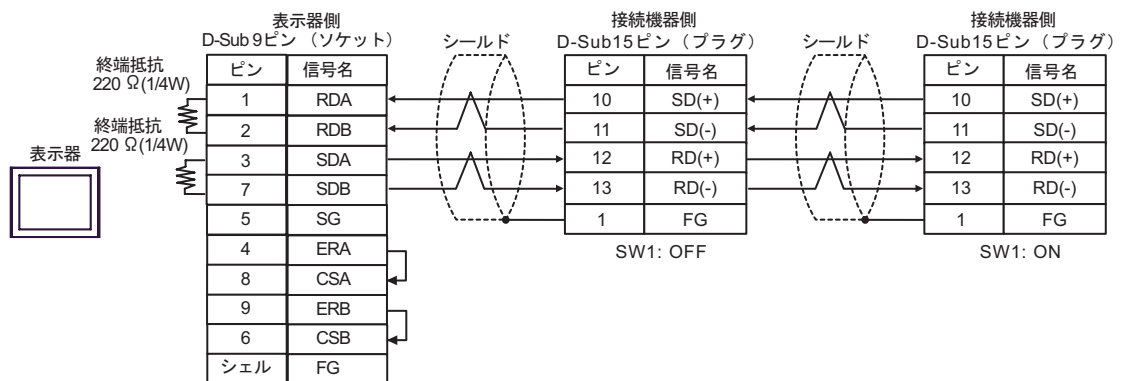 表示器側
D-Sub 9ピン （ソケット）
シールド
接続機器側
D-Sub15ピン（プラグ）
シールド
接続機器側
D-Sub15ピン（プラグ）
終端抵抗
220 Ω(1/4W)
終端抵抗
220 Ω(1/4W)
表示器
ピン 信号名
1 RDA
2 RDB
3 SDA
7 SDB
5 SG
4 ERA
8 CSA
9 ERB
6 CSB
シェル FG
ピン 信号名
10 SD(+)
11 SD(-)
12 RD(+)
13 RD(-)
1 FG
SW1: OFF
ピン 信号名
10 SD(+)
11 SD(-)
12 RD(+)
13 RD(-)
1 FG
SW1: ON